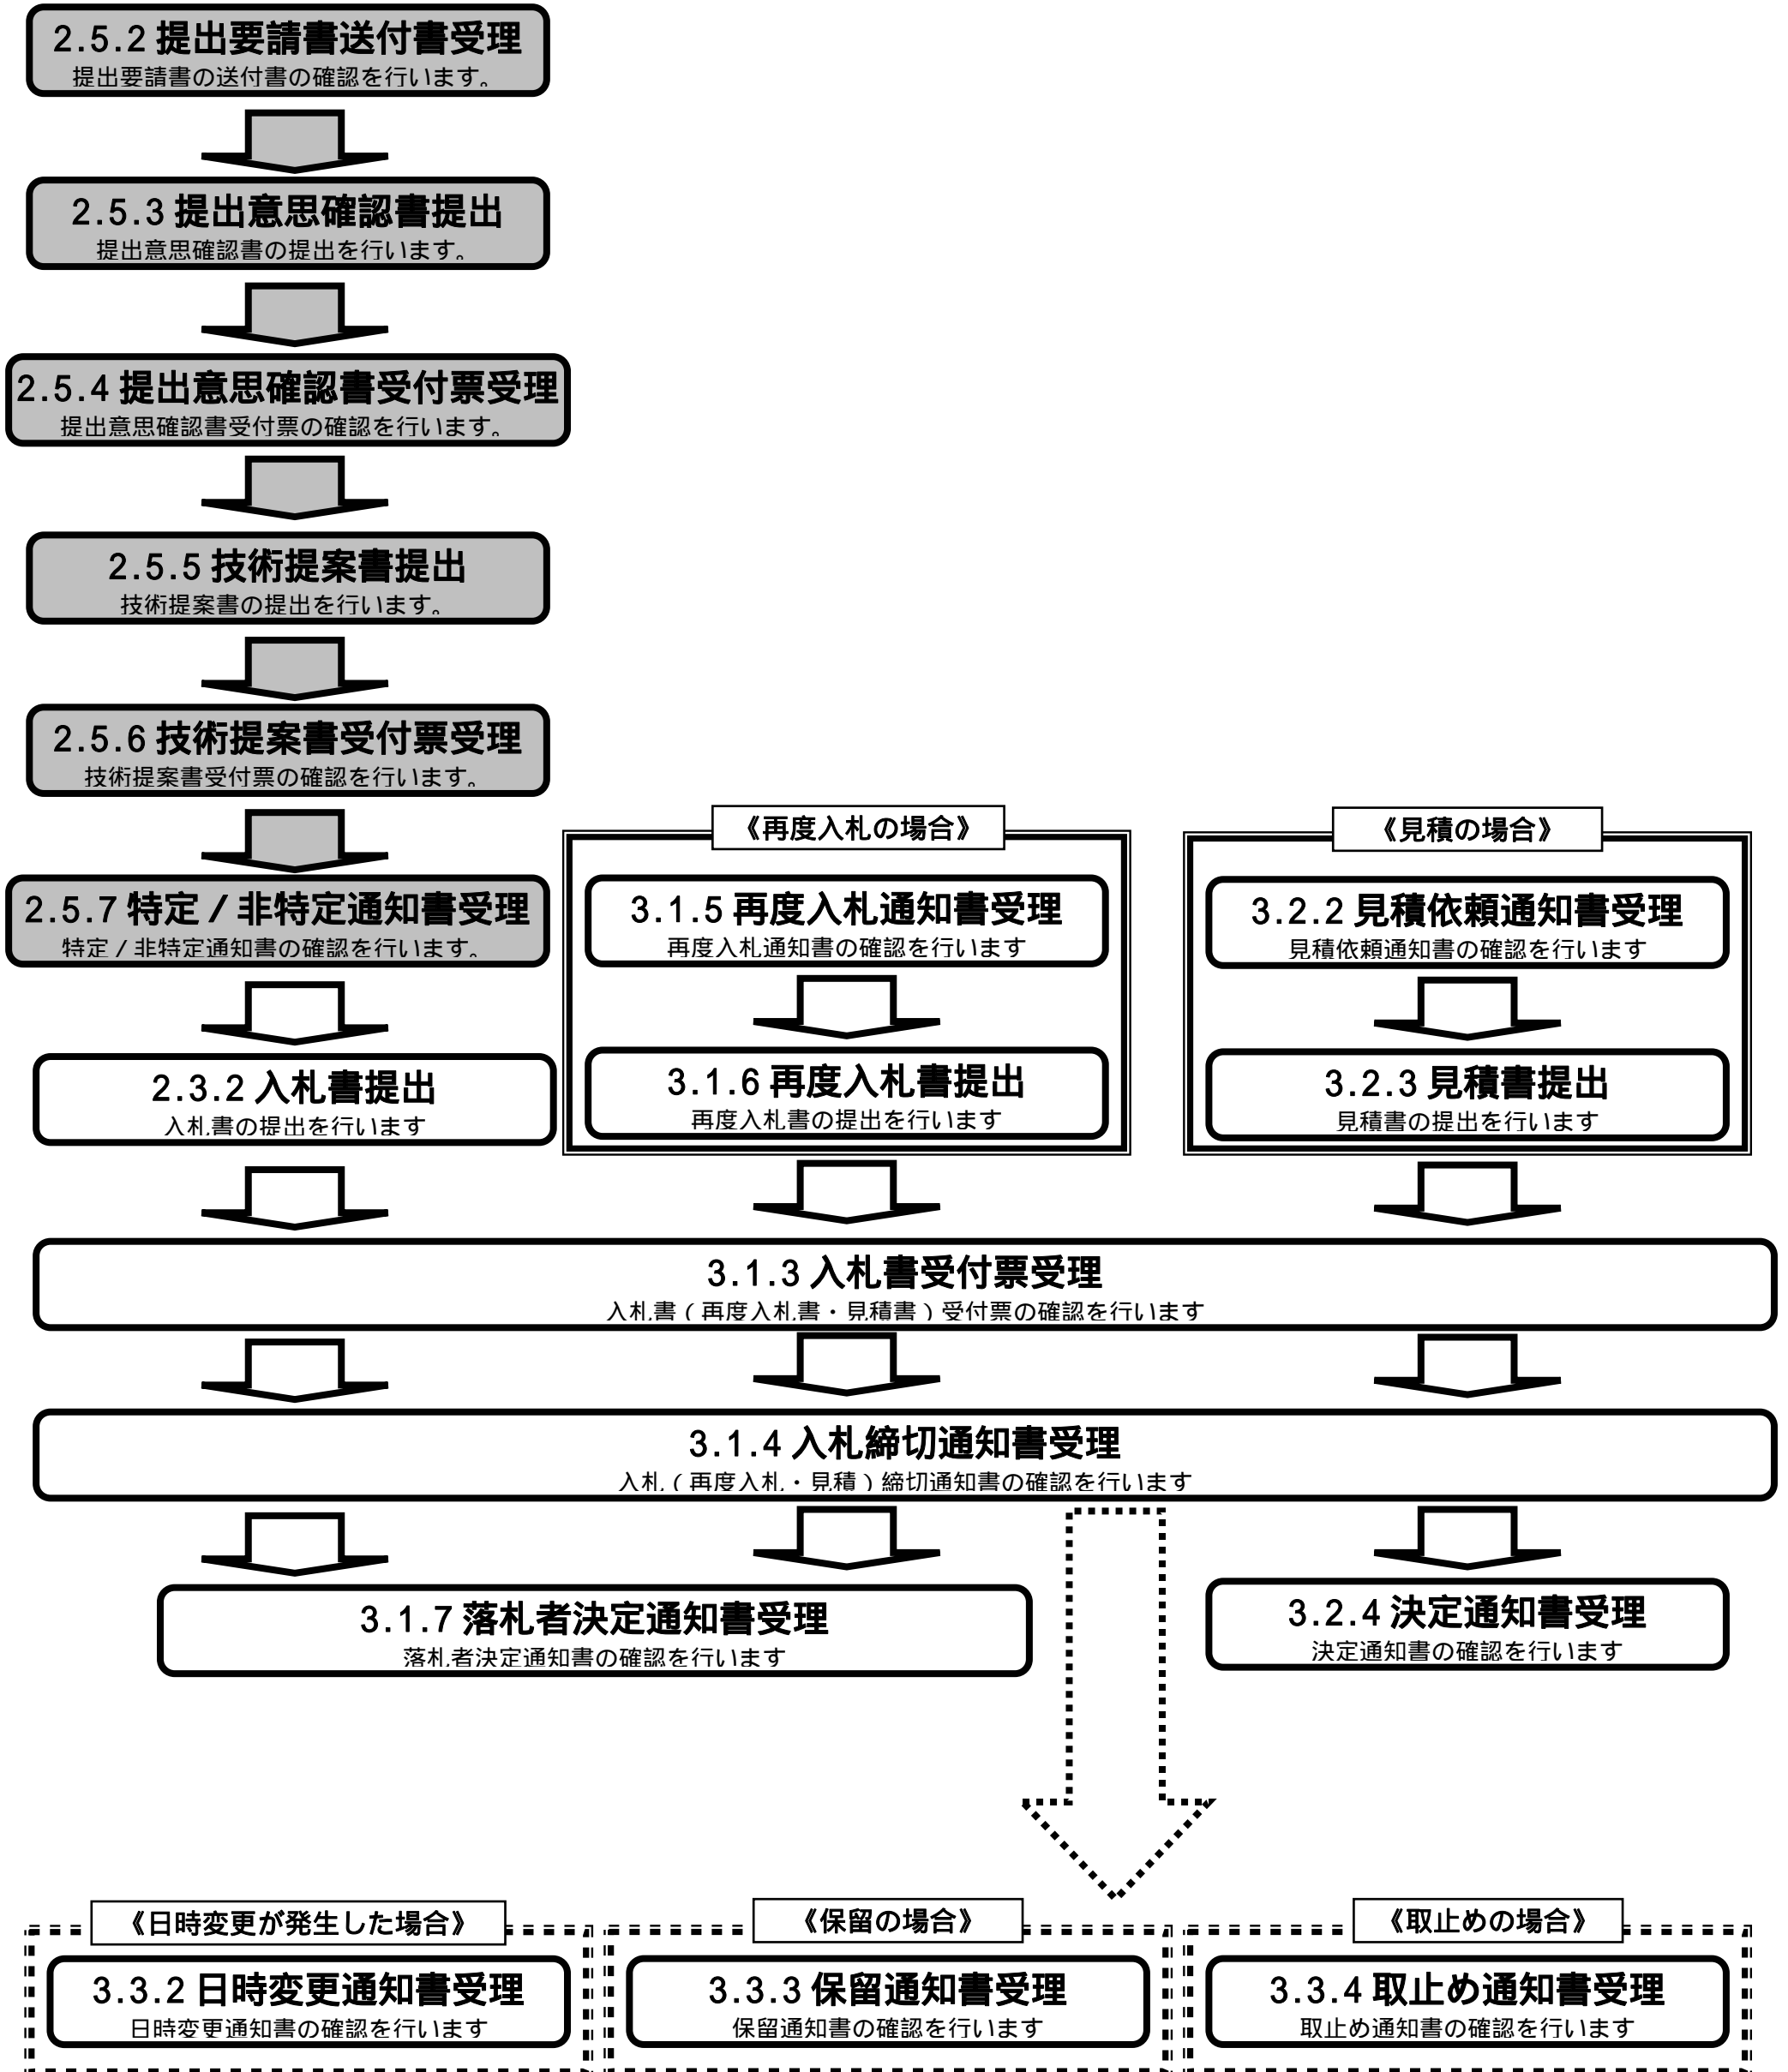 2.5.2 提出要請書送付書受理
提出要請書の送付書の確認を行います。
2.5.3 提出意思確認書提出
提出意思確認書の提出を行います。
2.5.4 提出意思確認書受付票受理
提出意思確認書受付票の確認を行います。
2.5.5 技術提案書提出
技術提案書の提出を行います。
2.5.6 技術提案書受付票受理
技術提案書受付票の確認を行います。
2.5.7 特定／非特定通知書受理
特定／非特定通知書の確認を行います。
2.3.2 入札書提出
入札書の提出を行います
《再度入札の場合》
3.1.5 再度入札通知書受理
再度入札通知書の確認を行います
3.1.6 再度入札書提出
再度入札書の提出を行います
《見積の場合》
3.2.2 見積依頼通知書受理
見積依頼通知書の確認を行います
3.2.3 見積書提出
見積書の提出を行います
3.1.3 入札書受付票受理
入札書（再度入札書・見積書）受付票の確認を行います
3.1.4 入札締切通知書受理
入札（再度入札・見積）締切通知書の確認を行います
3.1.7 落札者決定通知書受理
落札者決定通知書の確認を行います
3.2.4 決定通知書受理
決定通知書の確認を行います
《日時変更が発生した場合》
3.3.2 日時変更通知書受理
日時変更通知書の確認を行います
《保留の場合》
3.3.3 保留通知書受理
保留通知書の確認を行います
《取止めの場合》
3.3.4 取止め通知書受理
取止め通知書の確認を行います